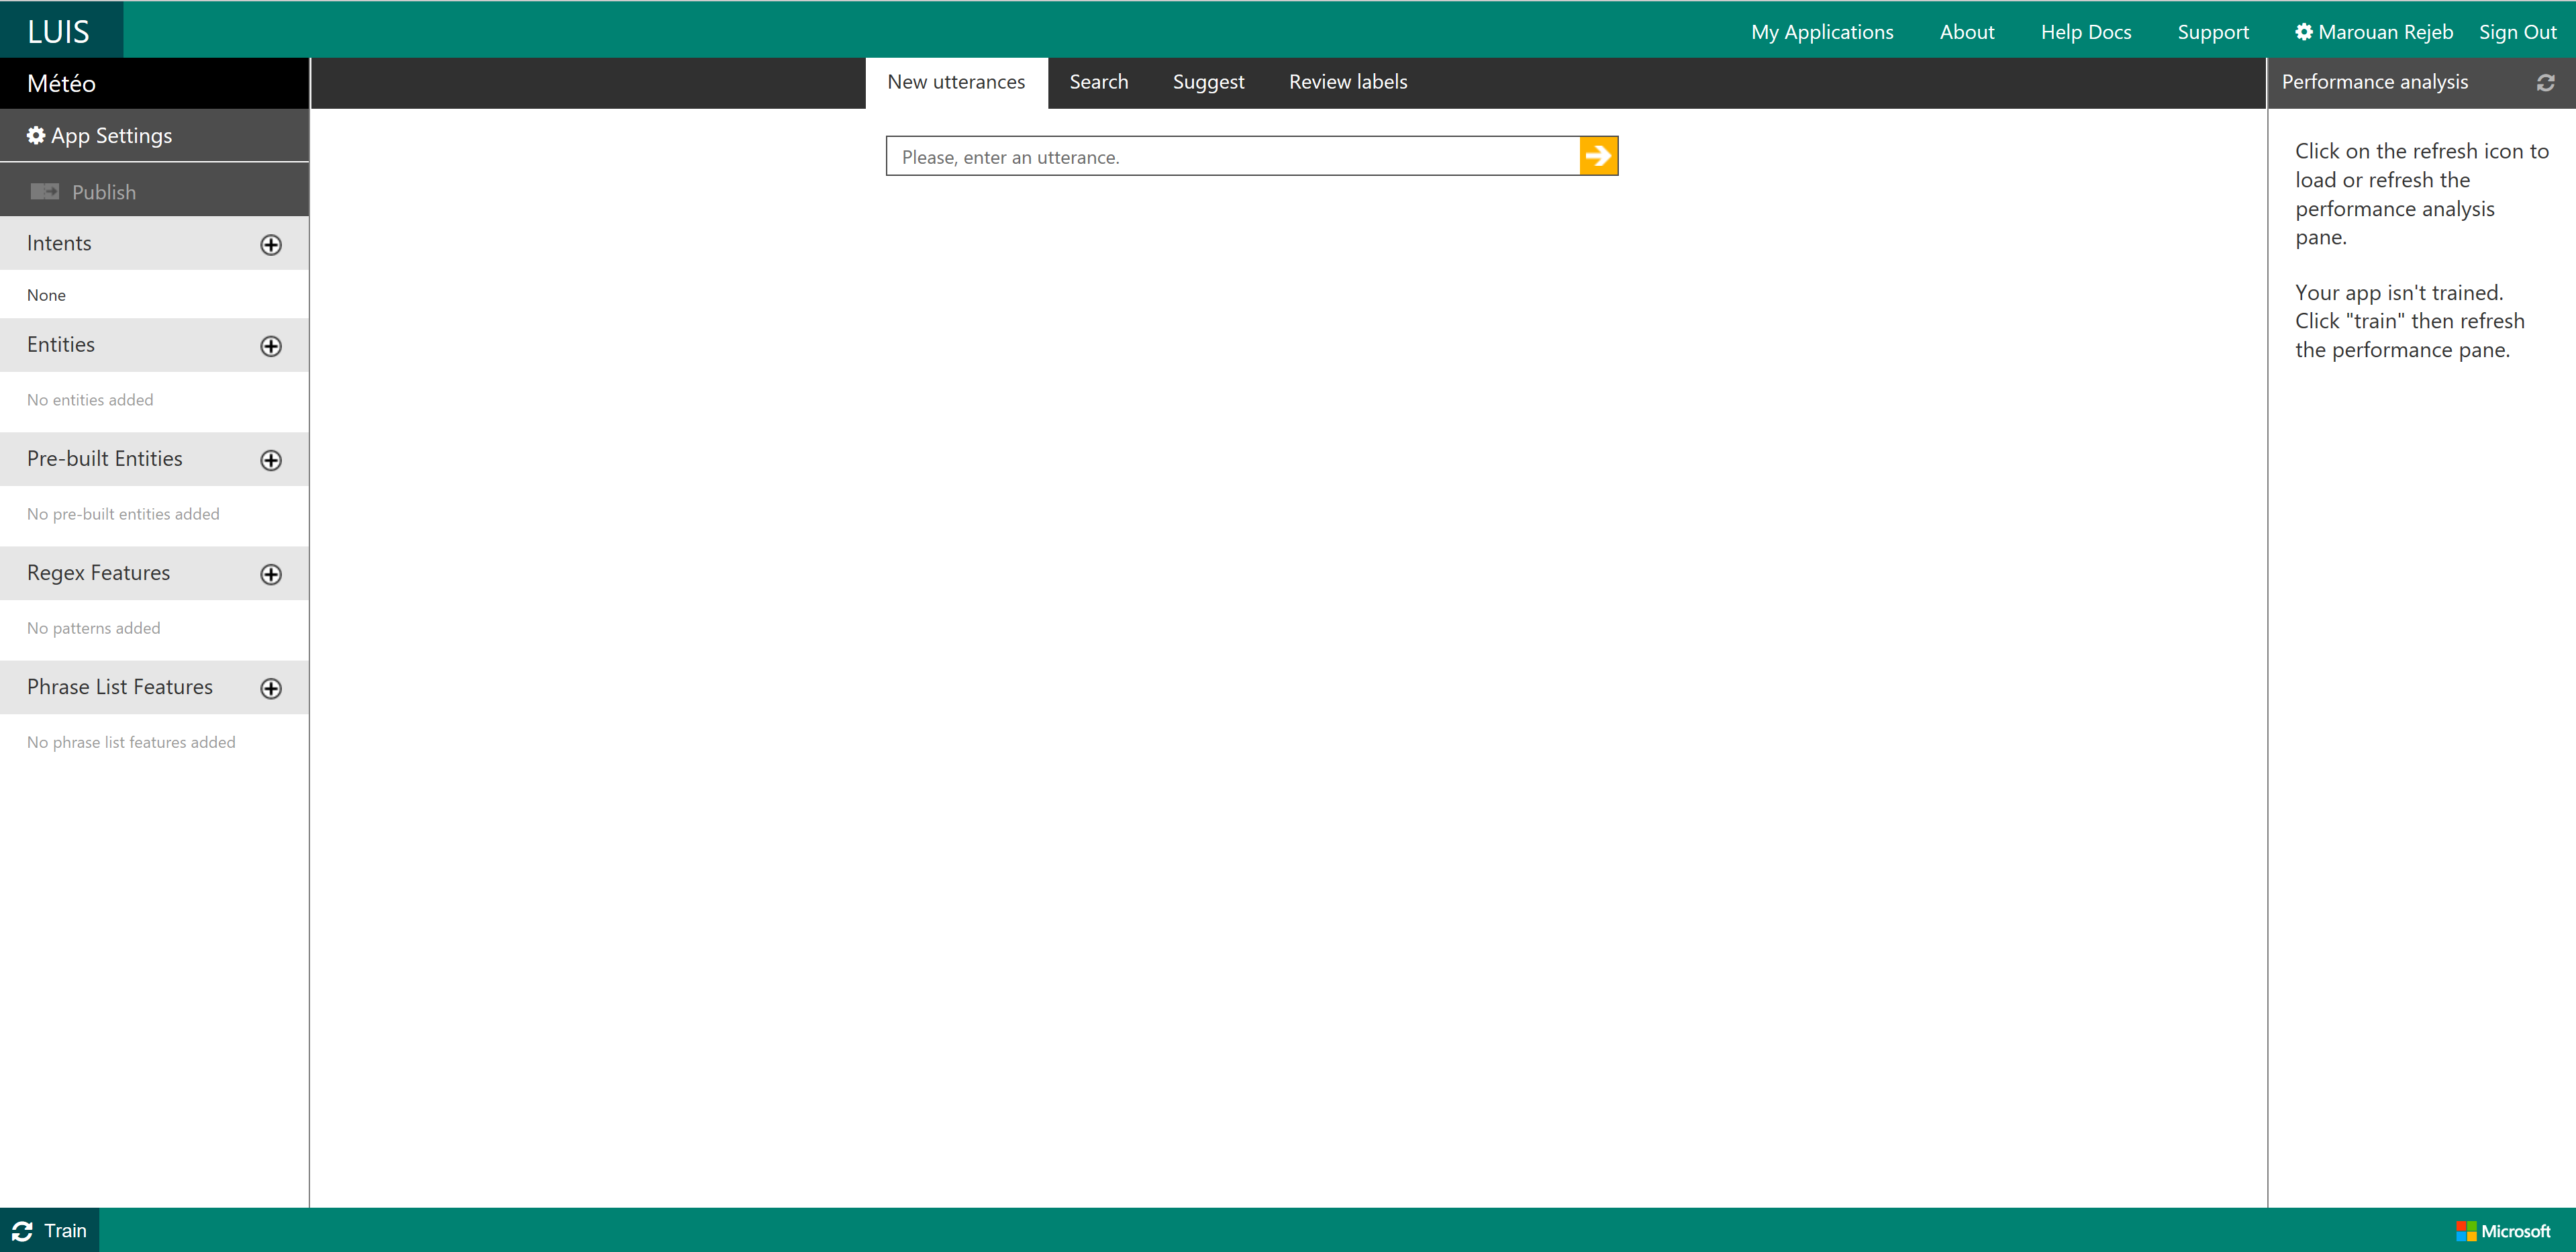 LUIS
My Applications
About
Help Docs
Support
Marouan Rejeb
Sign Out
Météo
App Settings
Publish
Intents
None
Entities
No entities added
Pre-built Entities
No pre-built entities added
Regex Features
No patterns added
Phrase List Features
No phrase list features added
New utterances
Search
Suggest
Review labels
Please, enter an utterance.
Performance analysis
Click on the refresh icon to
load or refresh the
performance analysis
pane.
Your app isn't trained.
Click "train" then refresh
the performance pane.
Train
Microsoft